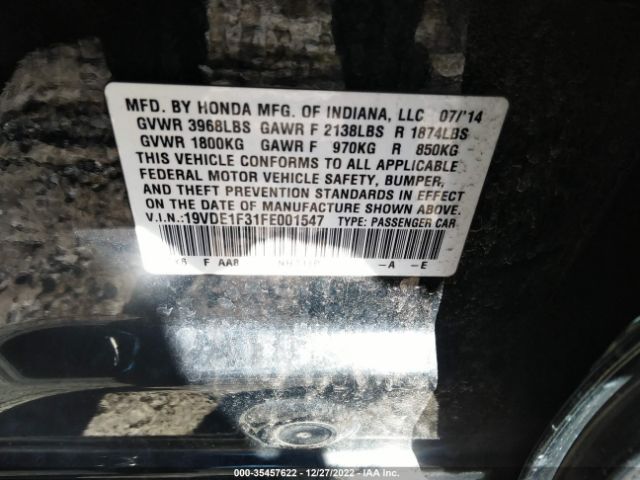 MFD. BY HONDA MFG. OF INDIANA, LLC 07/'14
GVWR 3968LBS GAWR F 2138LBS R 1874LBS
GVWR 1800KG GAWR F 970KG R 850KG
THIS VEHICLE CONFORMS TO ALL APPLICABLE
FEDERAL MOTOR VEHICLE SAFETY, BUMPER,
AND THEFT PREVENTION STANDARDS IN EFFECT
ON THE DATE OF MANUFACTURE SHOWN ABOVE.
V.I.N.:19VDE1F31FE001547 TYPE: PASSENGER CAR
F AAB -A -E
000-35457622 - 12/27/2022 - IAA Inc.